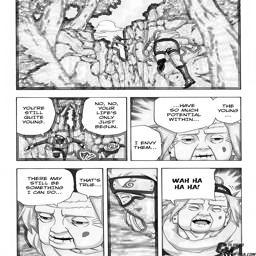 THE
YOUNG
...
...HAVE
SO MUCH
POTENTIAL
WITHIN...
I ENVY
THEM...
NO, NO,
YOUR
LIFE'S
ONLY
JUST
BEGUN.
YOU'RE
STILL
QUITE
YOUNG.
WAH HA
HA HA!
THAT'S
TRUE...
THERE MAY
STILL BE
SOMETHING
I CAN DO...